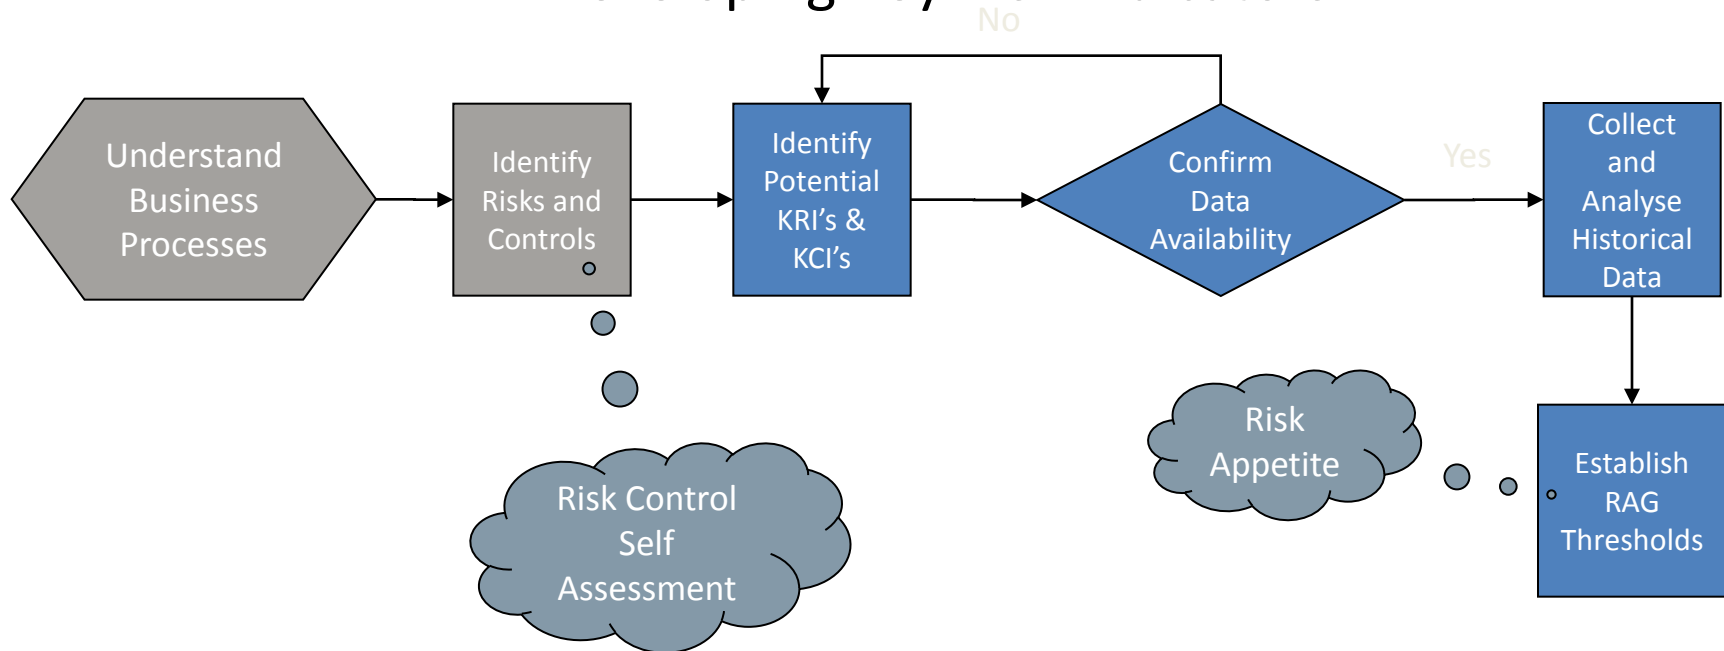 No
Understand
Business
Processes
Identify
Risks and
Controls
Identify
Potential
KRI's &
KCI's
Confirm
Data
Availability
Yes
Collect
and
Analyse
Historical
Data
Risk Control
Self
Assessment
Risk
Appetite
Establish
RAG
Thresholds